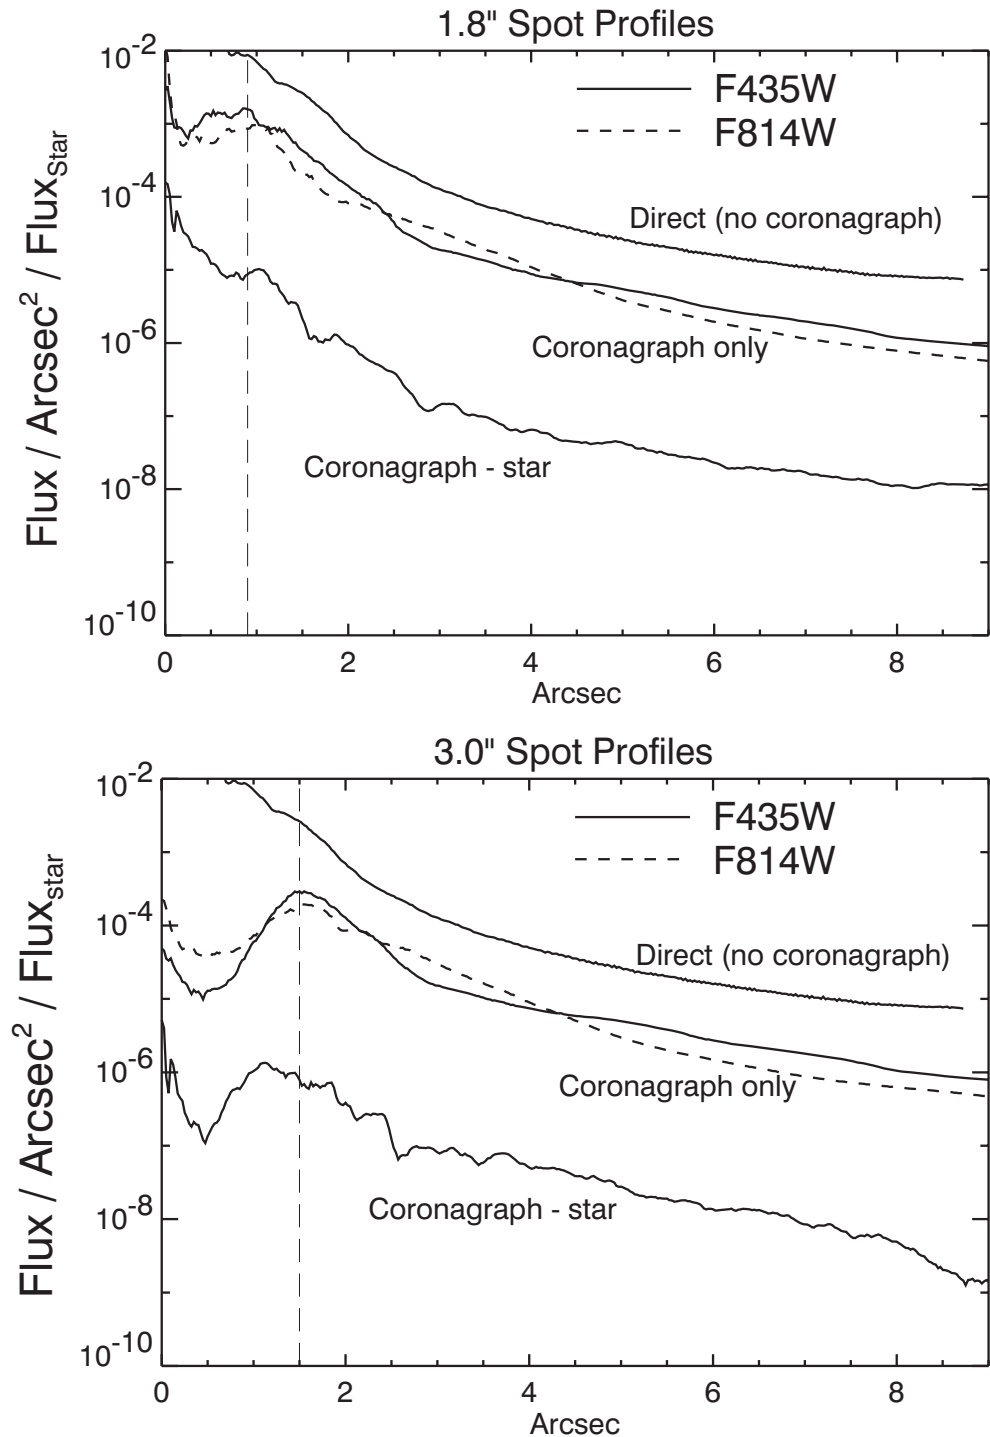 1.8" Spot Profiles
F435W
F814W
Direct (no coronagraph)
Coronagraph only
Coronagraph - star
Flux / Arcsec² / Flux_Star
10⁻²
10⁻⁴
10⁻⁶
10⁻⁸
10⁻¹⁰
0 2 4 6 8
Arcsec
3.0" Spot Profiles
F435W
F814W
Direct (no coronagraph)
Coronagraph only
Coronagraph - star
Flux / Arcsec² / Flux_star
10⁻²
10⁻⁴
10⁻⁶
10⁻⁸
10⁻¹⁰
0 2 4 6 8
Arcsec